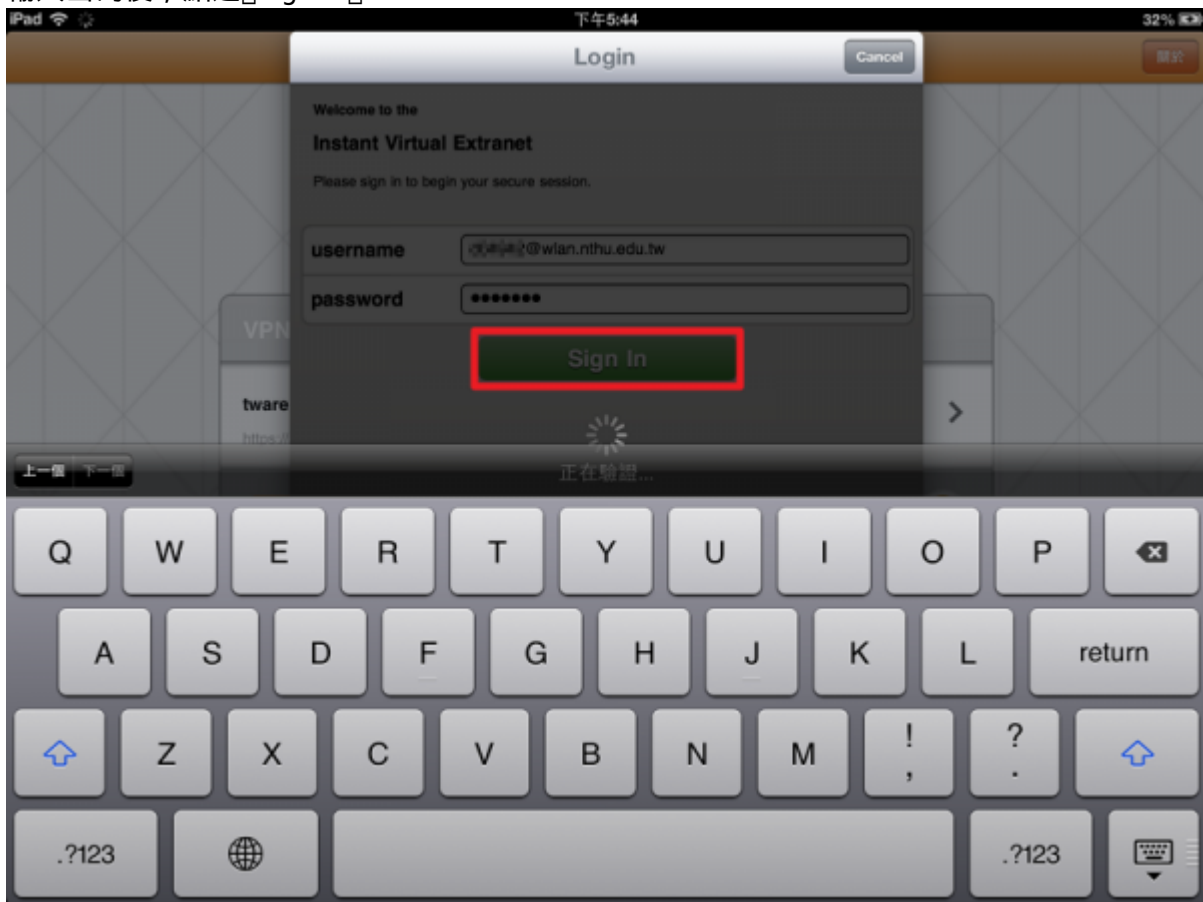 iPad 下午5:44 32%
Login Cancel 關於
Welcome to the
Instant Virtual Extranet
Please sign in to begin your secure session.
username @wlan.nthu.edu.tw
password •••••••
VPN
Sign In
tware
https://
上一個 下一個 正在驗證...
Q W E R T Y U I O P
A S D F G H J K L return
Z X C V B N M ! , ? .
.?123 .?123